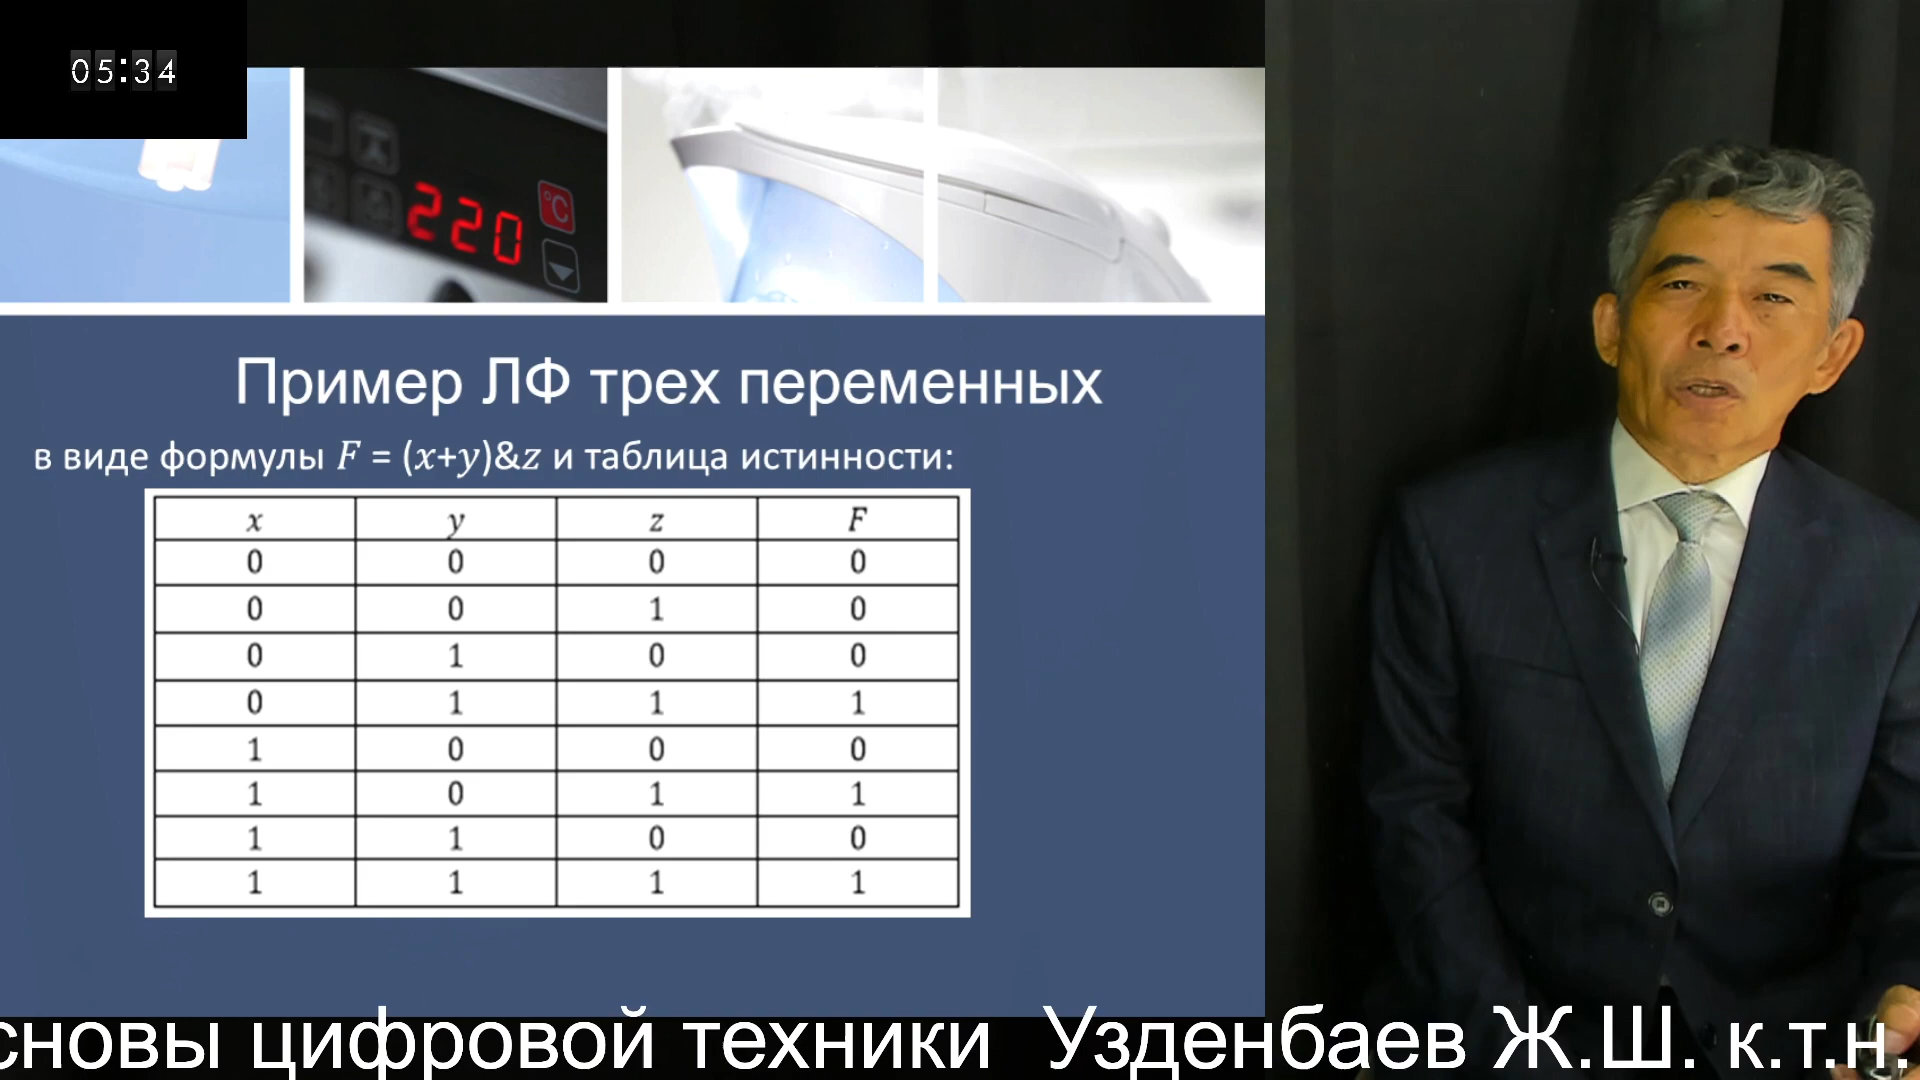 05:34
220
°C
Пример ЛФ трех переменных
в виде формулы F = (x+y)&z и таблица истинности:
x y z F
0 0 0 0
0 0 1 0
0 1 0 0
0 1 1 1
1 0 0 0
1 0 1 1
1 1 0 0
1 1 1 1
сновы цифровой техники Узденбаев Ж.Ш. к.т.н.